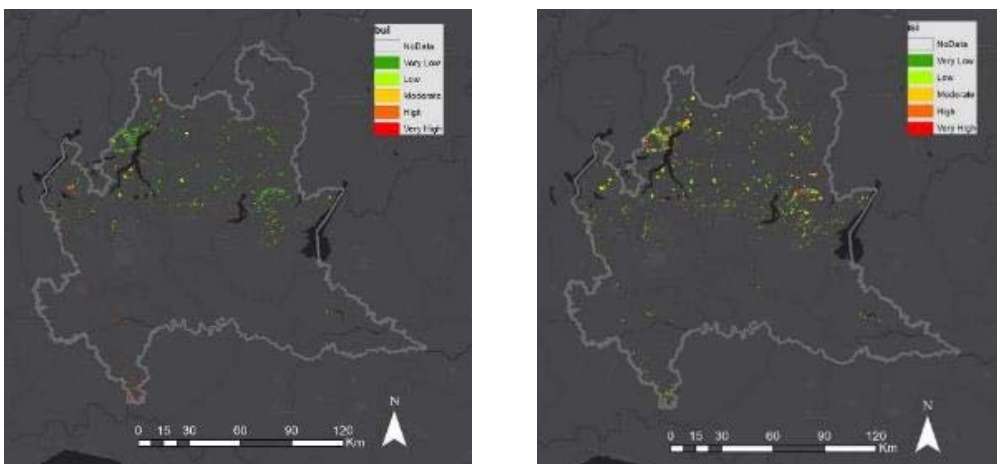 NoData
Very Low
Low
Moderate
High
Very High
N
0 15 30 60 90 120
Km
NoData
Very Low
Low
Moderate
High
Very High
N
0 15 30 60 90 120
Km